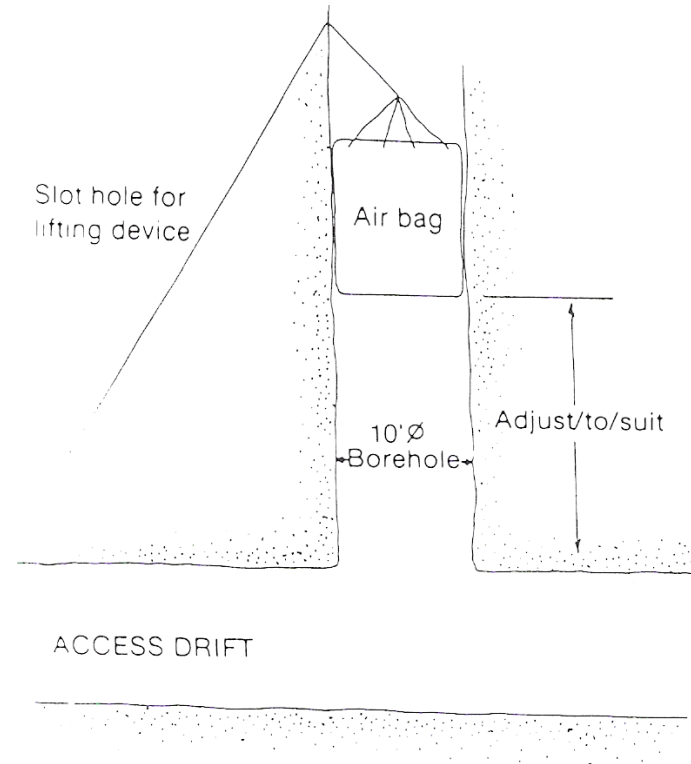 Slot hole for
lifting device
Air bag
10'Ø
Borehole
Adjust/to/suit
ACCESS DRIFT